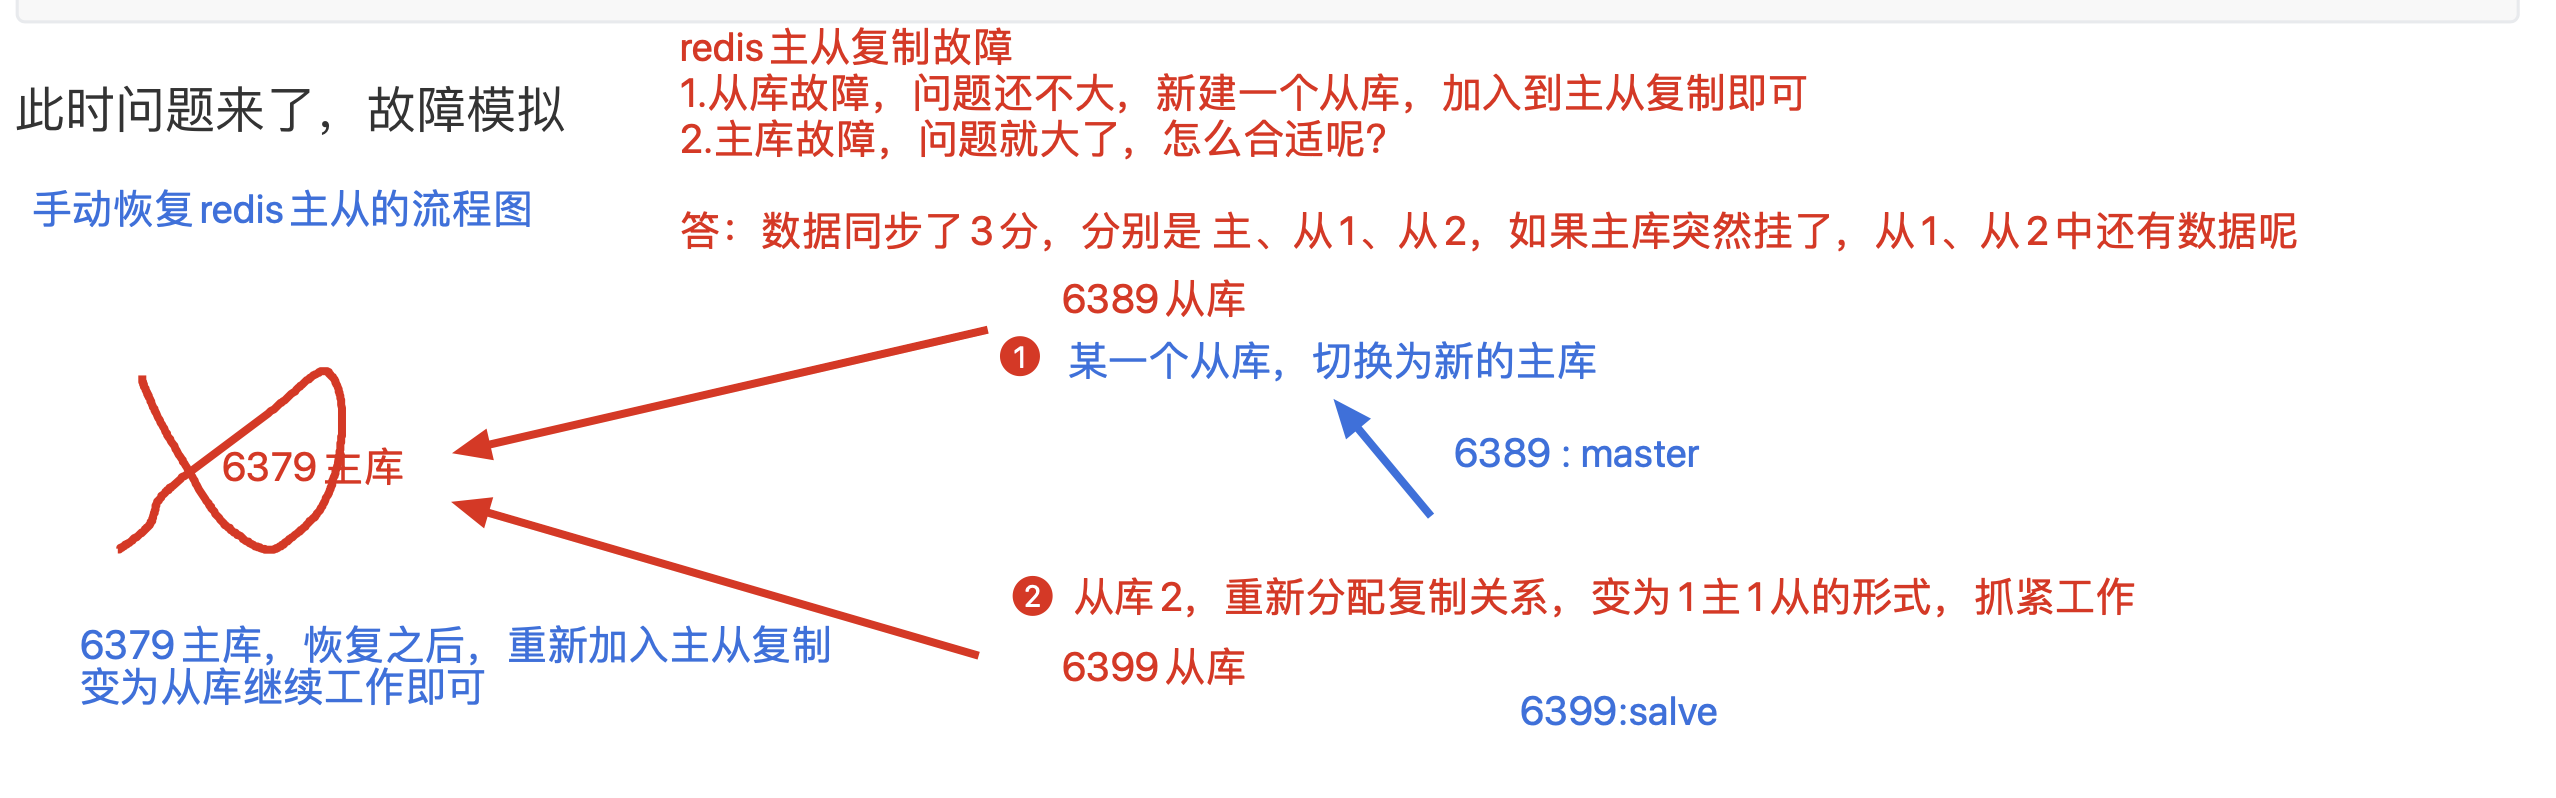 redis主从复制故障
此时问题来了，故障模拟
1.从库故障，问题还不大，新建一个从库，加入到主从复制即可
2.主库故障，问题就大了，怎么合适呢?
手动恢复redis主从的流程图
答：数据同步了3分，分别是 主、从1、从2，如果主库突然挂了，从1、从2中还有数据呢
6389从库
1 某一个从库，切换为新的主库
6389 : master
6379主库
2 从库2，重新分配复制关系，变为1主1从的形式，抓紧工作
6379主库，恢复之后，重新加入主从复制
变为从库继续工作即可
6399从库
6399:salve